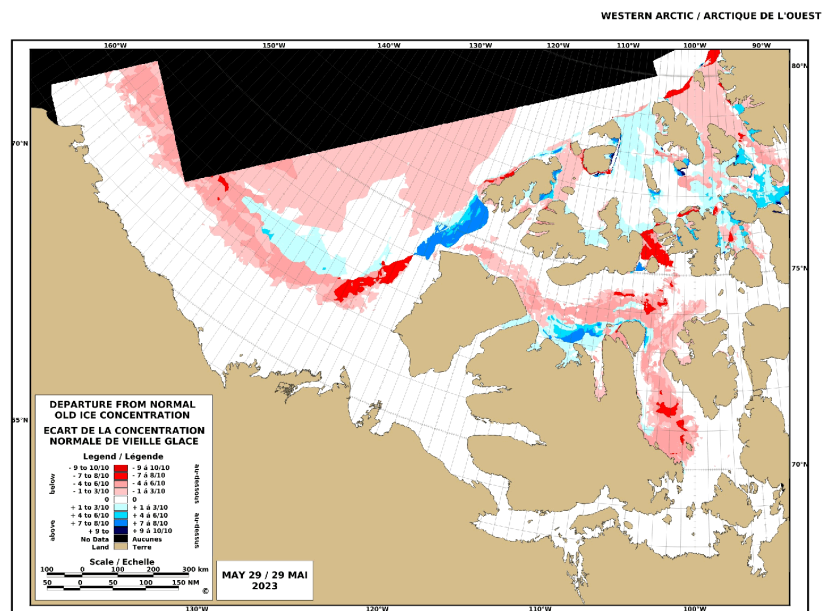 WESTERN ARCTIC / ARCTIQUE DE L'OUEST
160°W 150°W 140°W 130°W 120°W 110°W 100°W 90°W
80°N
70°N
75°N
65°N
70°N
DEPARTURE FROM NORMAL
OLD ICE CONCENTRATION
ECART DE LA CONCENTRATION
NORMALE DE VIEILLE GLACE
Legend / Légende
below
au-dessous
- 9 to 10/10 - 9 à 10/10
- 7 to 8/10 - 7 à 8/10
- 4 to 6/10 - 4 à 6/10
- 1 to 3/10 - 1 à 3/10
0 0
above
au-dessus
+ 1 to 3/10 + 1 à 3/10
+ 4 to 6/10 + 4 à 6/10
+ 7 to 8/10 + 7 à 8/10
+ 9 to + 9 à 10/10
No Data Aucunes
Land Terre
Scale / Echelle
100 0 100 200 300 km
50 0 50 100 150 NM
©
MAY 29 / 29 MAI
2023
130°W 120°W 110°W 100°W